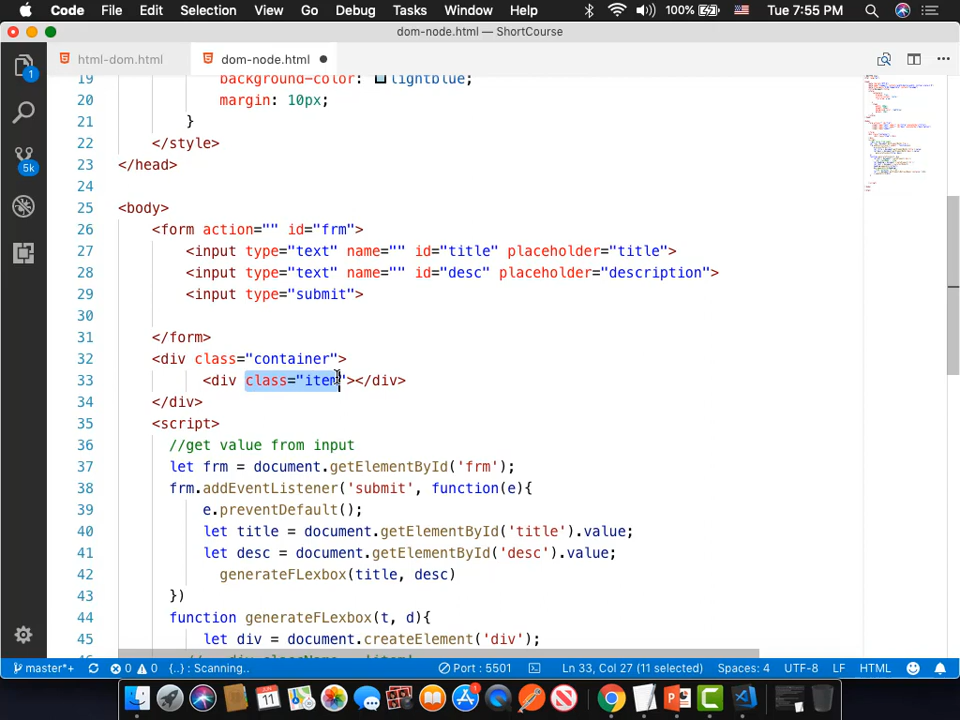 Code File Edit Selection View Go Debug Tasks Window Help 100% Tue 7:55 PM
dom-node.html — ShortCourse
html-dom.html dom-node.html
19 background-color: lightblue;
20 margin: 10px;
21 }
22 </style>
23 </head>
24
25 <body>
26 <form action="" id="frm">
27 <input type="text" name="" id="title" placeholder="title">
28 <input type="text" name="" id="desc" placeholder="description">
29 <input type="submit">
30
31 </form>
32 <div class="container">
33 <div class="item"></div>
34 </div>
35 <script>
36 //get value from input
37 let frm = document.getElementById('frm');
38 frm.addEventListener('submit', function(e){
39 e.preventDefault();
40 let title = document.getElementById('title').value;
41 let desc = document.getElementById('desc').value;
42 generateFLexbox(title, desc)
43 })
44 function generateFLexbox(t, d){
45 let div = document.createElement('div');
1
5k
master*+ 0 0 {..} : Scanning.. Port : 5501 Ln 33, Col 27 (11 selected) Spaces: 4 UTF-8 LF HTML